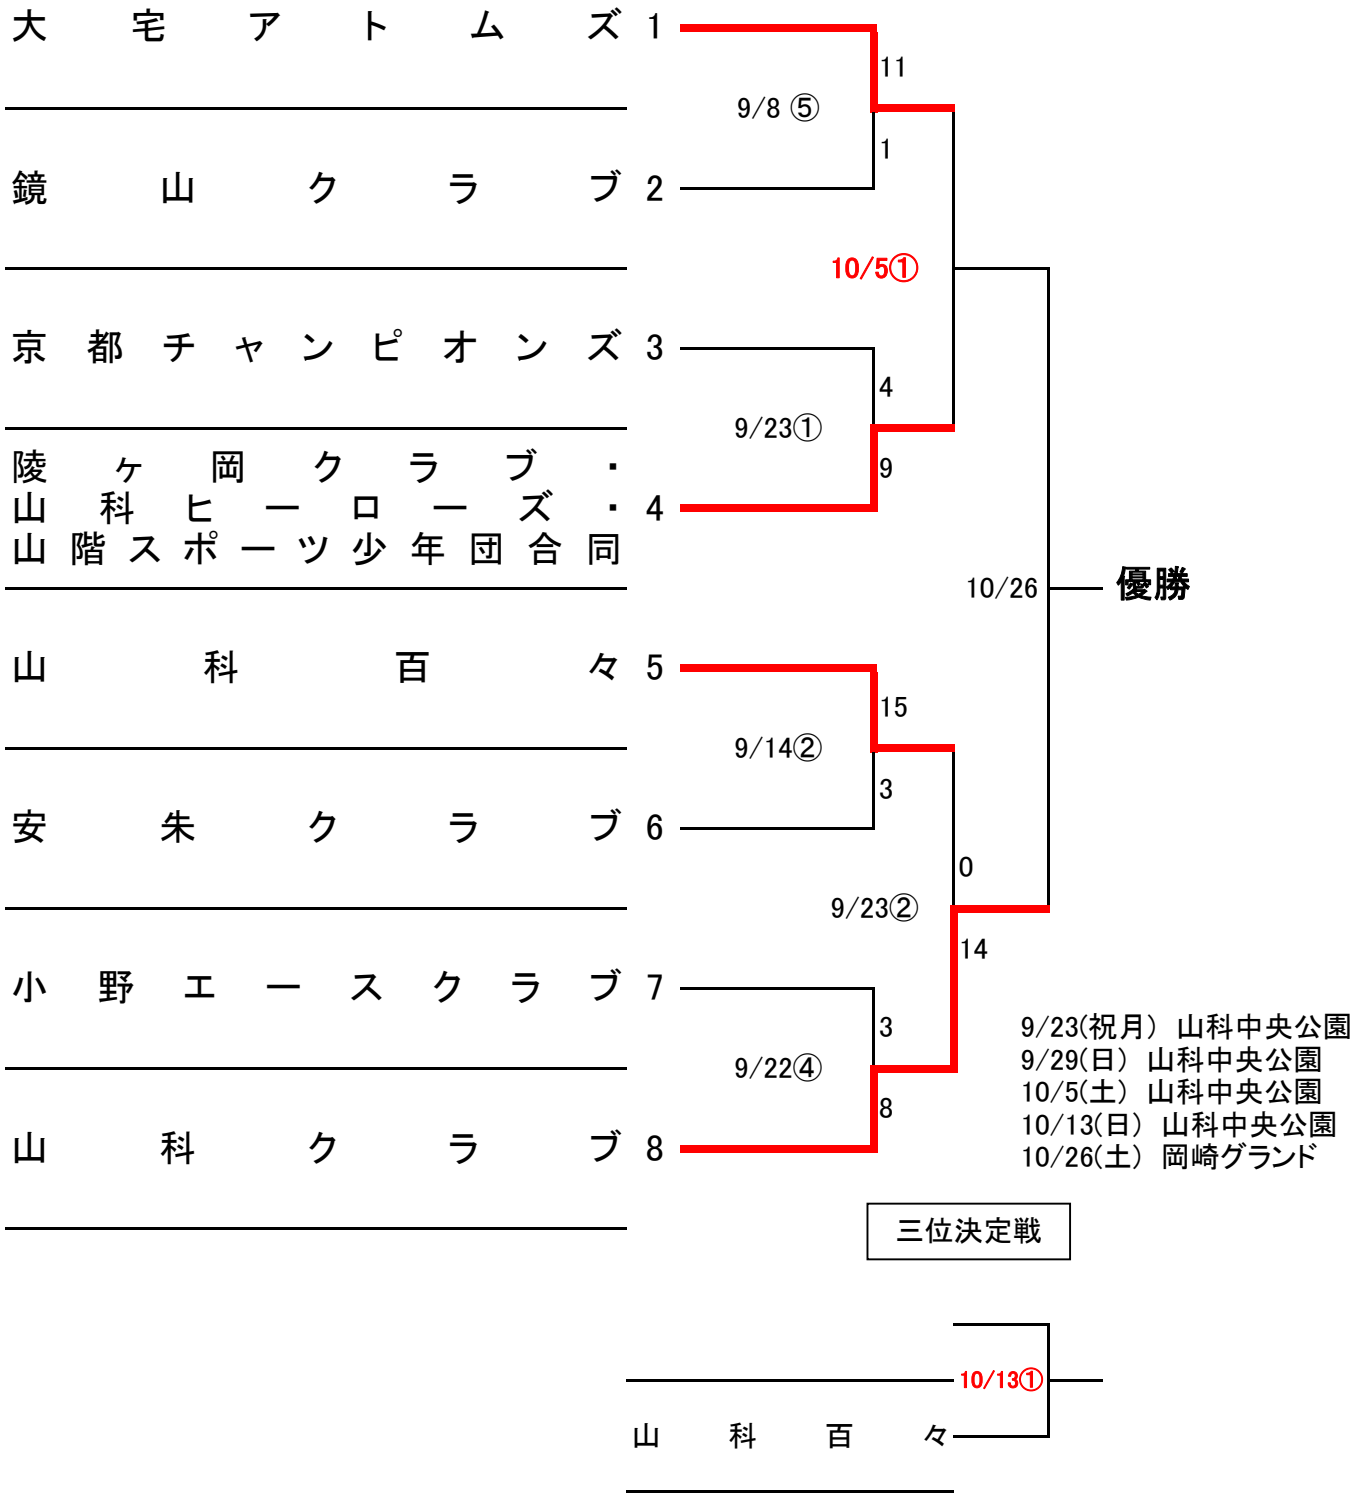 大宅アトムズ 1
11
9/8 ⑤
1
鏡山クラブ 2
10/5①
京都チャンピオンズ 3
4
9/23①
9
陵ヶ岡クラブ・
山科ヒーローズ・ 4
山階スポーツ少年団合同
10/26 優勝
山科百々 5
15
9/14②
3
安朱クラブ 6
0
9/23②
14
小野エースクラブ 7
3
9/22④
8
山科クラブ 8
9/23(祝月) 山科中央公園
9/29(日) 山科中央公園
10/5(土) 山科中央公園
10/13(日) 山科中央公園
10/26(土) 岡崎グランド
三位決定戦
10/13①
山科百々